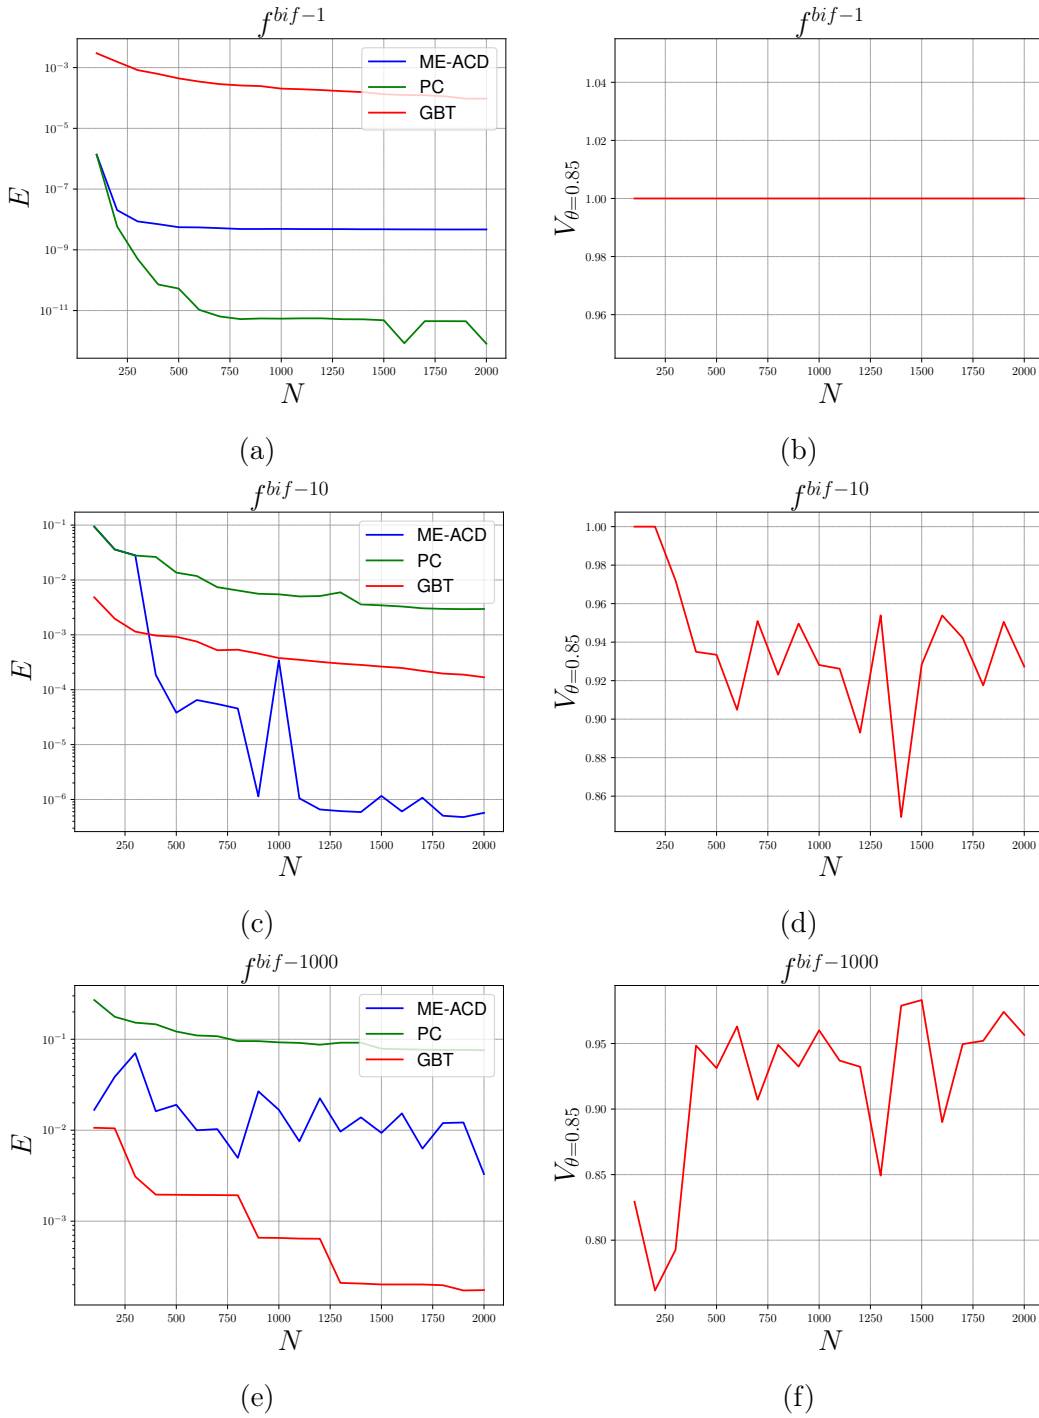 f^{bif−1}
E
10^{−3}
10^{−5}
10^{−7}
10^{−9}
10^{−11}
ME-ACD
PC
GBT
250 500 750 1000 1250 1500 1750 2000
N
(a)
f^{bif−1}
V_{θ=0.85}
1.04
1.02
1.00
0.98
0.96
250 500 750 1000 1250 1500 1750 2000
N
(b)
f^{bif−10}
E
10^{−1}
10^{−2}
10^{−3}
10^{−4}
10^{−5}
10^{−6}
ME-ACD
PC
GBT
250 500 750 1000 1250 1500 1750 2000
N
(c)
f^{bif−10}
V_{θ=0.85}
1.00
0.98
0.96
0.94
0.92
0.90
0.88
0.86
250 500 750 1000 1250 1500 1750 2000
N
(d)
f^{bif−1000}
E
10^{−1}
10^{−2}
10^{−3}
ME-ACD
PC
GBT
250 500 750 1000 1250 1500 1750 2000
N
(e)
f^{bif−1000}
V_{θ=0.85}
0.95
0.90
0.85
0.80
250 500 750 1000 1250 1500 1750 2000
N
(f)